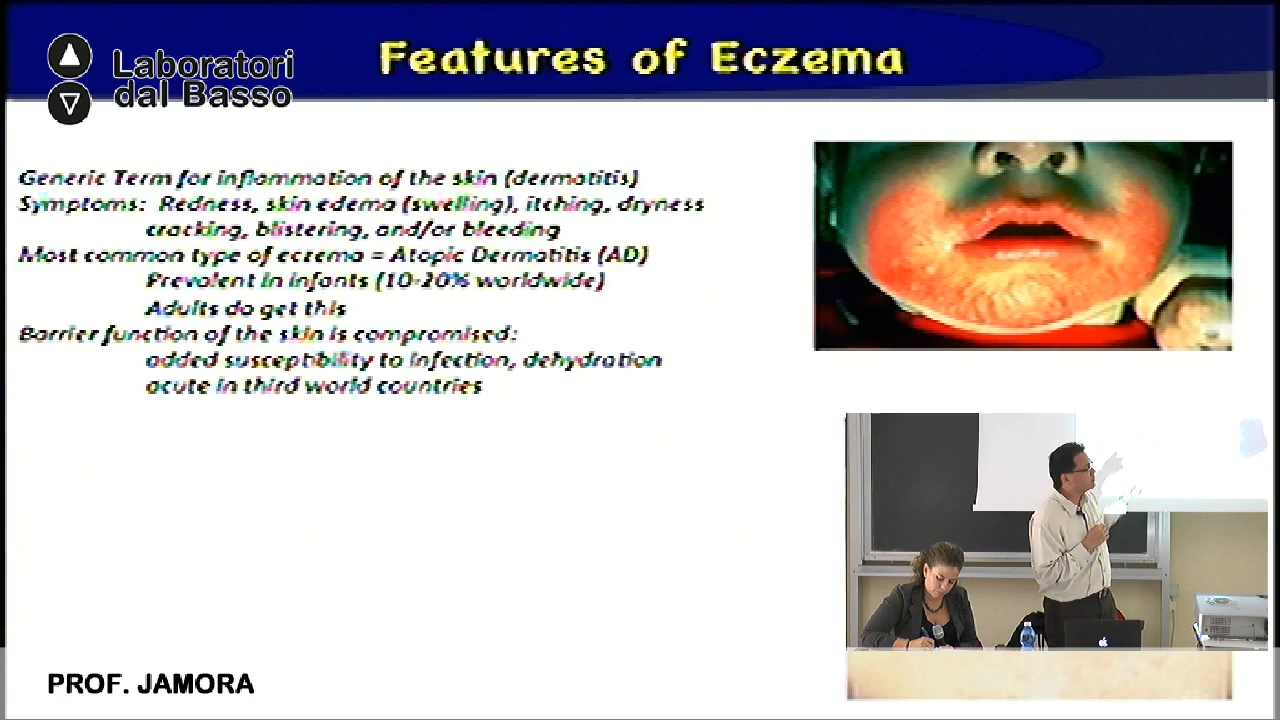 Laboratori
dal Basso
Features of Eczema
Generic Term for inflammation of the skin (dermatitis)
Symptoms: Redness, skin edema (swelling), itching, dryness
cracking, blistering, and/or bleeding
Most common type of eczema = Atopic Dermatitis (AD)
Prevalent in infants (10-20% worldwide)
Adults do get this
Barrier function of the skin is compromised:
added susceptibility to infection, dehydration
acute in third world countries
PROF. JAMORA